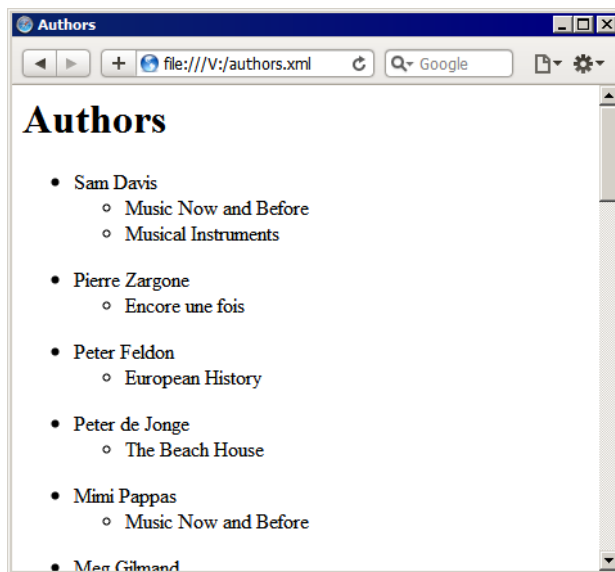 Authors
file:///V:/authors.xml
Google
Authors
Sam Davis
Music Now and Before
Musical Instruments
Pierre Zargone
Encore une fois
Peter Feldon
European History
Peter de Jonge
The Beach House
Mimi Pappas
Music Now and Before
Meg Gilmand